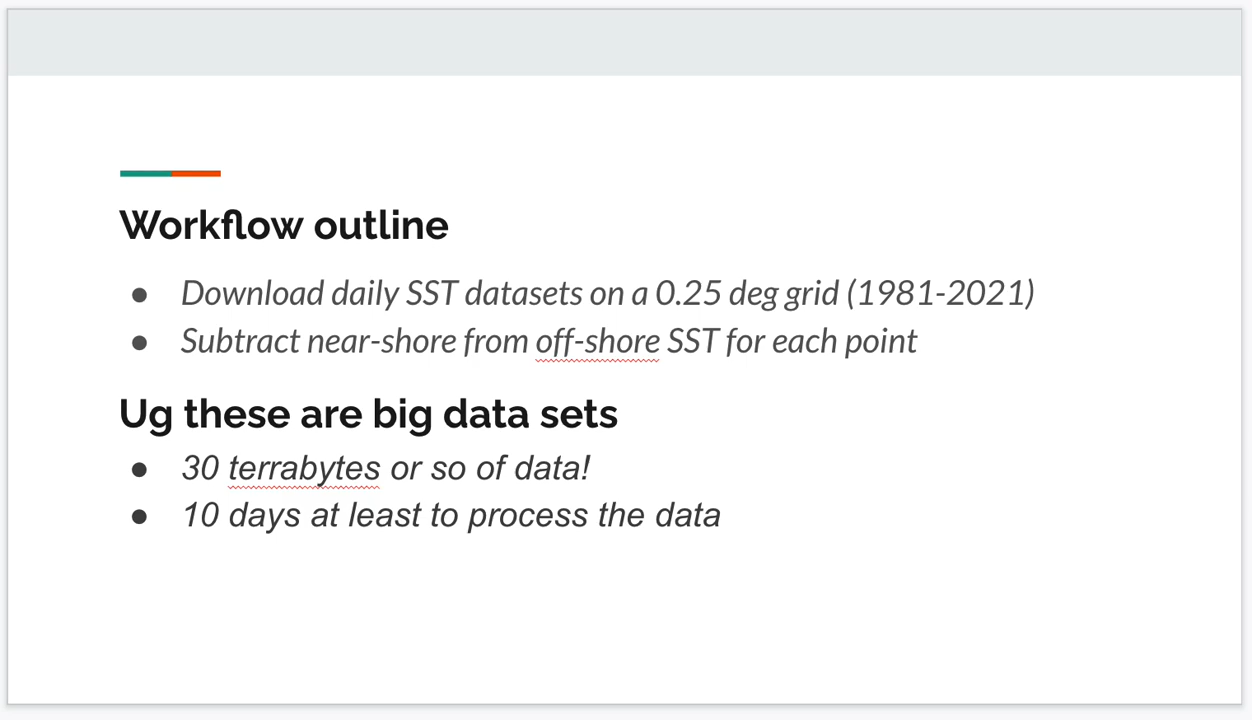 Workflow outline
● Download daily SST datasets on a 0.25 deg grid (1981-2021)
● Subtract near-shore from off-shore SST for each point
Ug these are big data sets
● 30 terrabytes or so of data!
● 10 days at least to process the data